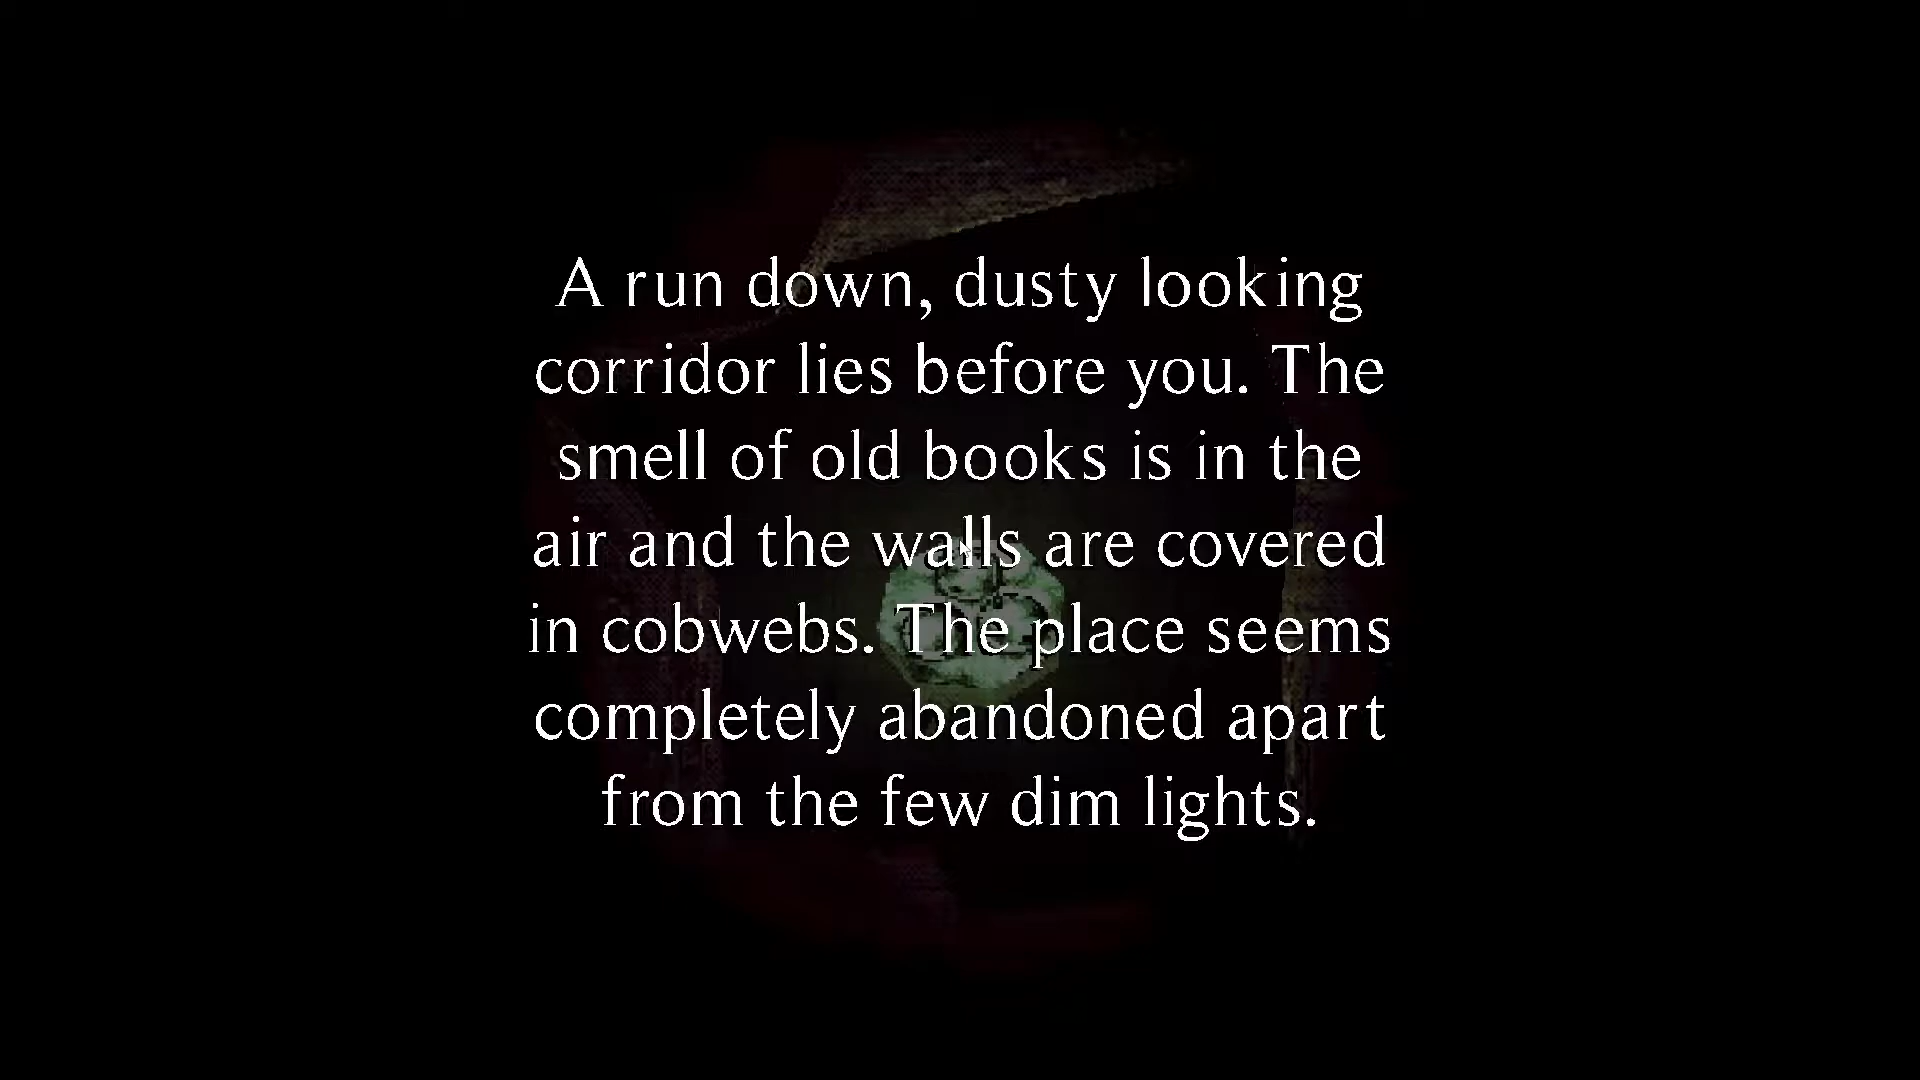 A run down, dusty looking
corridor lies before you. The
smell of old books is in the
air and the walls are covered
in cobwebs. The place seems
completely abandoned apart
from the few dim lights.